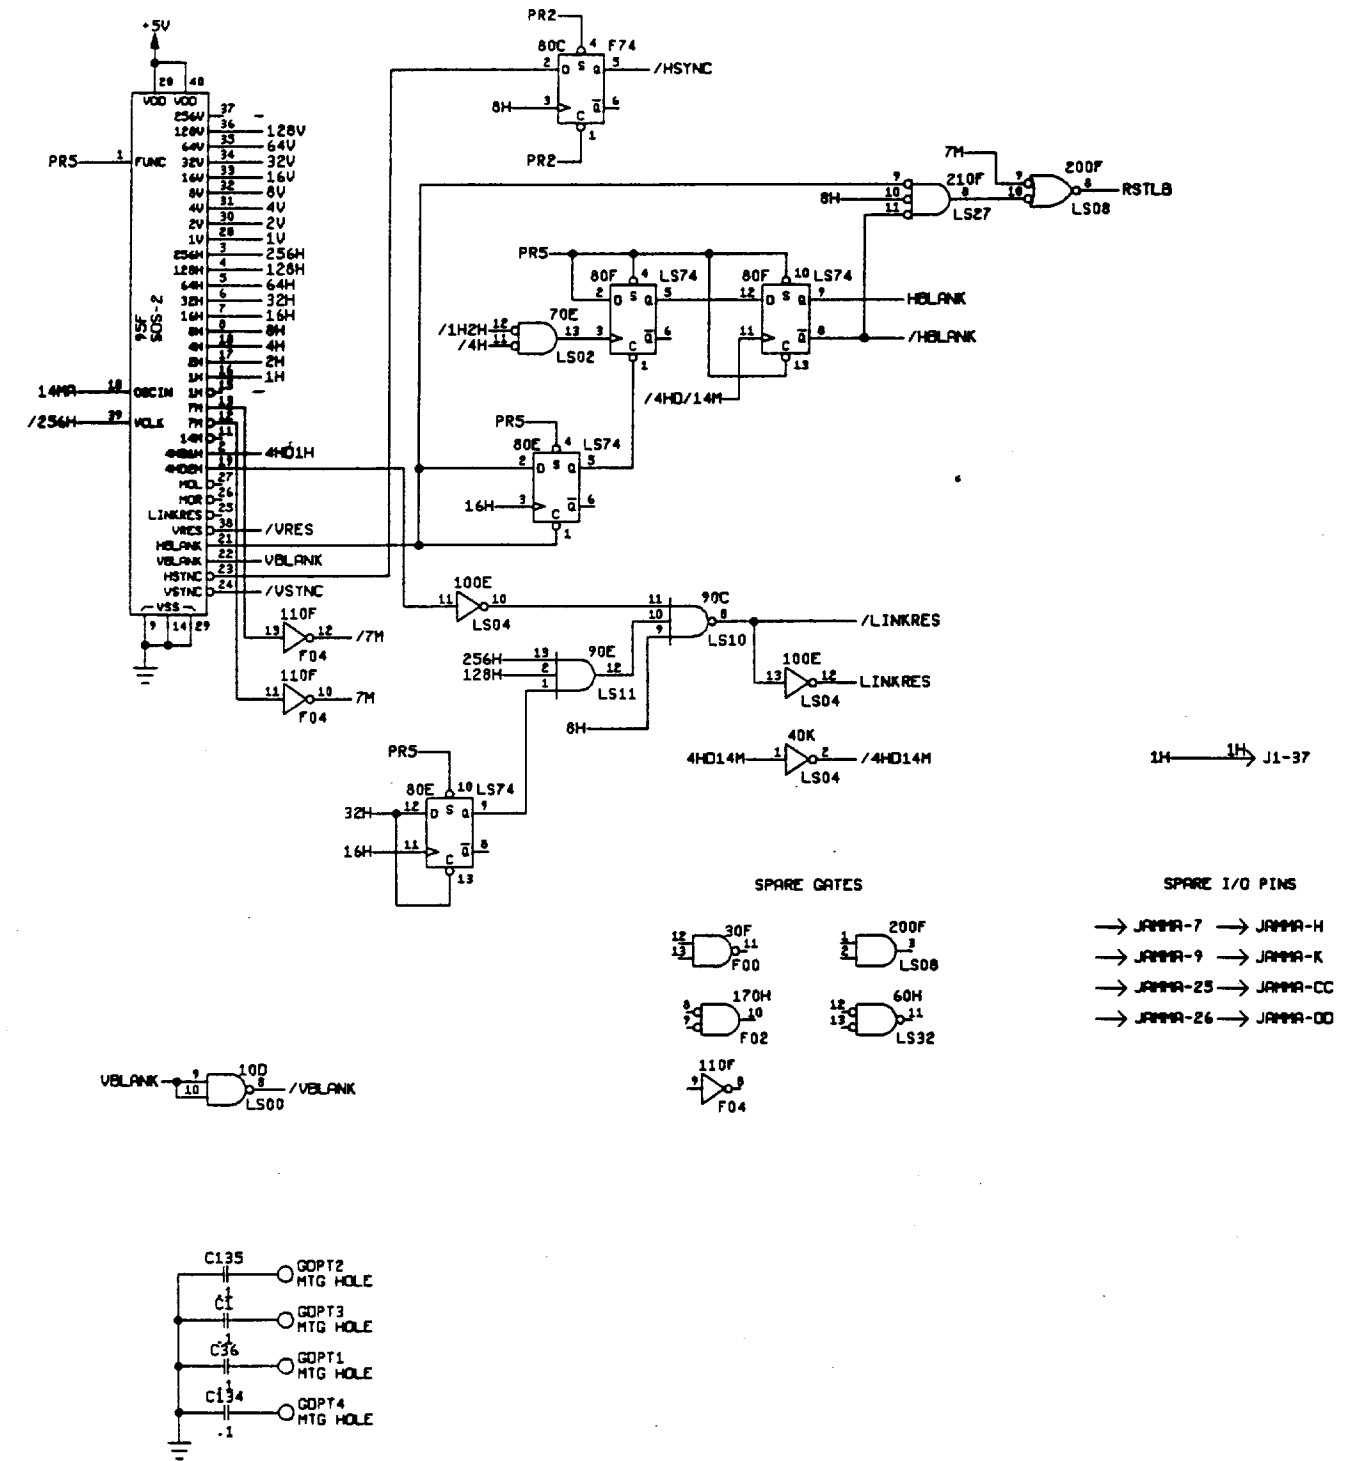 +5V
28 40
VDD VDD
256V 37
128V 36 128V
64V 35 64V
PR5 1 FUNC
32V 34 32V
16V 33 16V
8V 32 8V
4V 31 4V
2V 30 2V
1V 28 1V
256H 3 256H
128H 4 128H
64H 5 64H
32H 6 32H
16H 7 16H
8H 8 8H
4H 18 4H
2H 17 2H
1H 16 1H
95F
SOS-2
14MA 10 OSCIN 1H 15
7M 13
/256H 39 VCLK 7M 12
14M 11
4HD1H 2 4HD1H
4HD2H 19
MOL 27
MOR 26
LINKRES 25
VRES 38 /VRES
HBLANK 21
VBLANK 22 VBLANK
HSYNC 23
VSYNC 24 /VSYNC
VSS
9 14 29
110F
13 12 /7M
F04
110F
11 10 7M
F04
PR2
80C 4 F74
2 D S Q 5 /HSYNC
8H 3 Q 6
C
1
PR2
7M
9 200F
9 210F 8 RSTLB
8H 10 8 10
11 LS27 LS08
PR5
80F 4 LS74 80F 10 LS74
2 D S Q 5 12 D S Q 9 HBLANK
70E
/1H2H 12 13 3 Q 6 11 Q 8 /HBLANK
/4H 11 LS02
C C
1 13
/4HD/14M
PR5
80E 4 LS74
2 D S Q 5
16H 3 Q 6
C
1
100E 90C
11 10 11 8 /LINKRES
LS04 10 LS10
9
90E 100E
256H 13 12 13 12 LINKRES
128H 2 LS11 LS04
1
8H
40K
4HD14M 1 2 /4HD14M
LS04
1H 1H J1-37
PR5
80E 10 LS74
32H 12 D S Q 9
16H 11 Q 8
C
13
SPARE GATES
30F
12 11
13
F00
200F
1 3
2
LS08
170H
8 10
9
F02
60H
12 11
13
LS32
110F
9 8
F04
SPARE I/O PINS
JAMMA-7 JAMMA-H
JAMMA-9 JAMMA-K
JAMMA-25 JAMMA-CC
JAMMA-26 JAMMA-DD
10D
VBLANK 9 8 /VBLANK
10
LS00
C135 GDPT2
.1 MTG HOLE
C1 GDPT3
.1 MTG HOLE
C36 GDPT1
.1 MTG HOLE
C134 GDPT4
.1 MTG HOLE